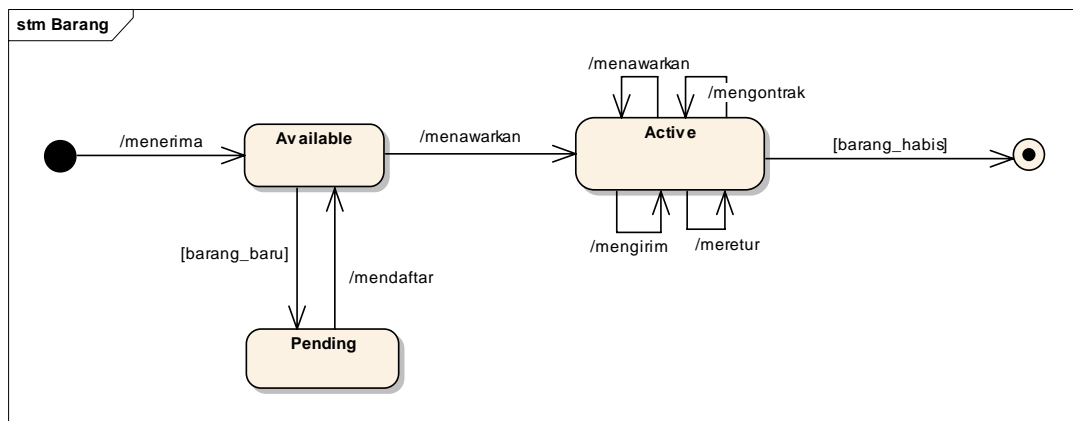 stm Barang
/menawarkan
/mengontrak
/menerima
Available
/menawarkan
Active
[barang_habis]
/mengirim
/meretur
[barang_baru]
/mendaftar
Pending